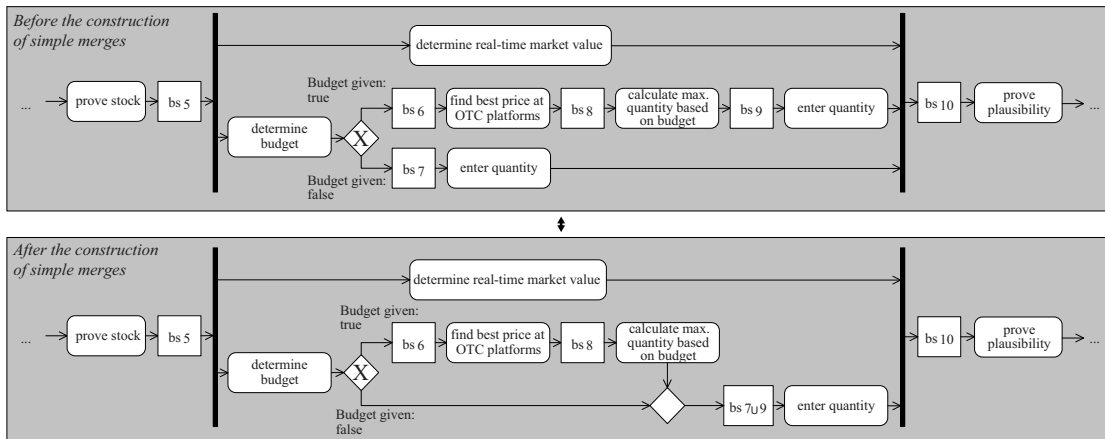 Before the construction
of simple merges
determine real-time market value
Budget given:
true
...
prove stock
bs 5
bs 6
find best price at
OTC platforms
bs 8
calculate max.
quantity based
on budget
bs 9
enter quantity
bs 10
prove
plausibility
...
determine
budget
X
bs 7
enter quantity
Budget given:
false
After the construction
of simple merges
determine real-time market value
Budget given:
true
...
prove stock
bs 5
bs 6
find best price at
OTC platforms
bs 8
calculate max.
quantity based
on budget
bs 10
prove
plausibility
...
determine
budget
X
bs 7∪9
enter quantity
Budget given:
false